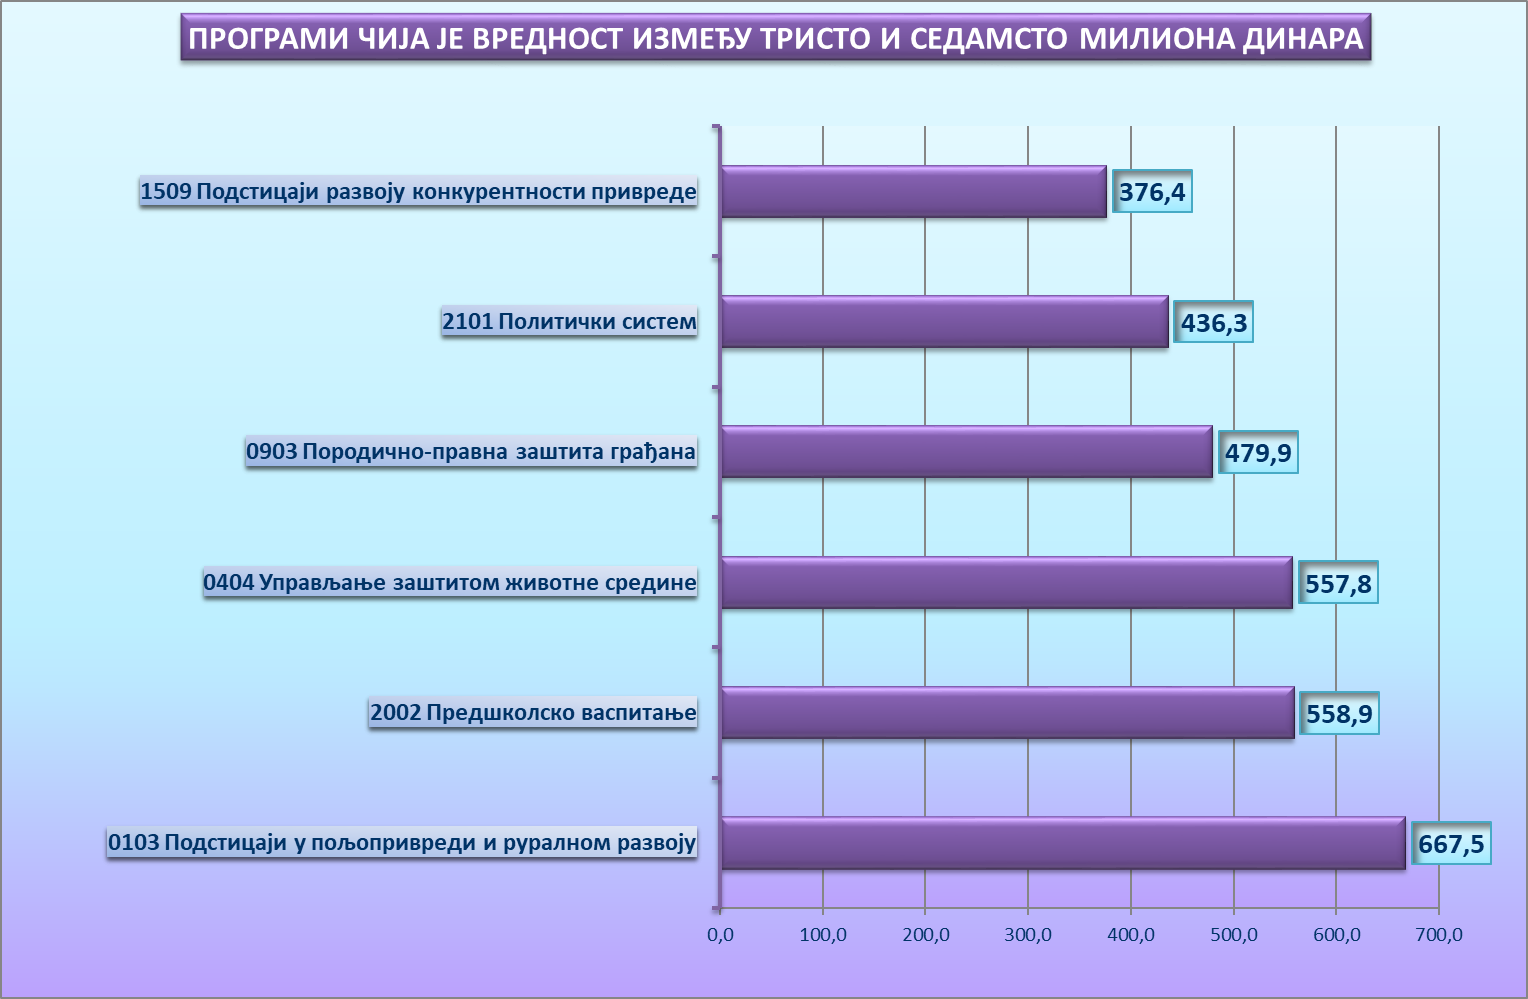 ПРОГРАМИ ЧИЈА ЈЕ ВРЕДНОСТ ИЗМЕЂУ ТРИСТО И СЕДАМСТО МИЛИОНА ДИНАРА
1509 Подстицаји развоју конкурентности привреде 376,4
2101 Политички систем 436,3
0903 Породично-правна заштита грађана 479,9
0404 Управљање заштитом животне средине 557,8
2002 Предшколско васпитање 558,9
0103 Подстицаји у пољопривреди и руралном развоју 667,5
0,0 100,0 200,0 300,0 400,0 500,0 600,0 700,0